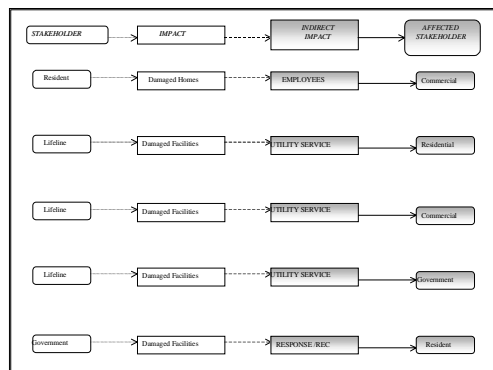 STAKEHOLDER IMPACT INDIRECT IMPACT AFFECTED STAKEHOLDER
Resident Damaged Homes EMPLOYEES Commercial
Lifeline Damaged Facilities UTILITY SERVICE Residential
Lifeline Damaged Facilities UTILITY SERVICE Commercial
Lifeline Damaged Facilities UTILITY SERVICE Government
Government Damaged Facilities RESPONSE /REC Resident